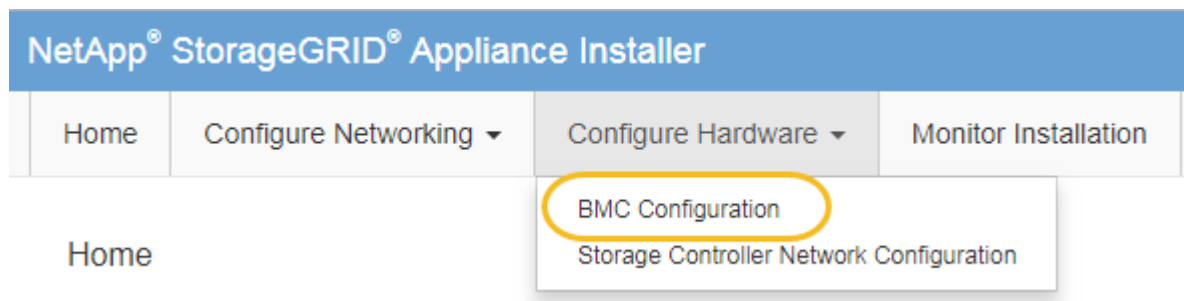 NetApp® StorageGRID® Appliance Installer
Home Configure Networking Configure Hardware Monitor Installation
BMC Configuration
Home
Storage Controller Network Configuration